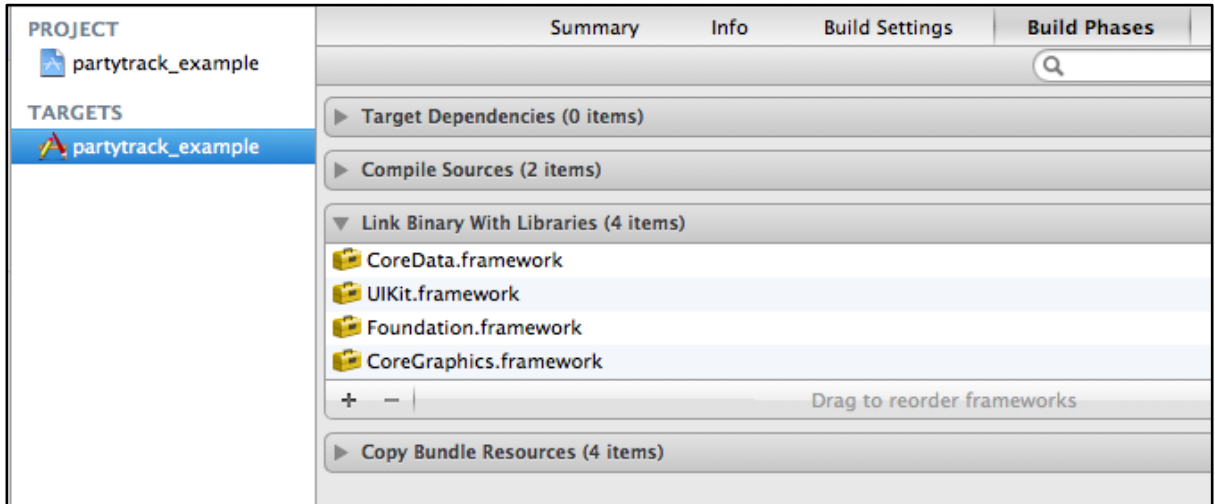 PROJECT
partytrack_example
TARGETS
partytrack_example
Summary Info Build Settings Build Phases
Target Dependencies (0 items)
Compile Sources (2 items)
Link Binary With Libraries (4 items)
CoreData.framework
UIKit.framework
Foundation.framework
CoreGraphics.framework
+ −
Drag to reorder frameworks
Copy Bundle Resources (4 items)